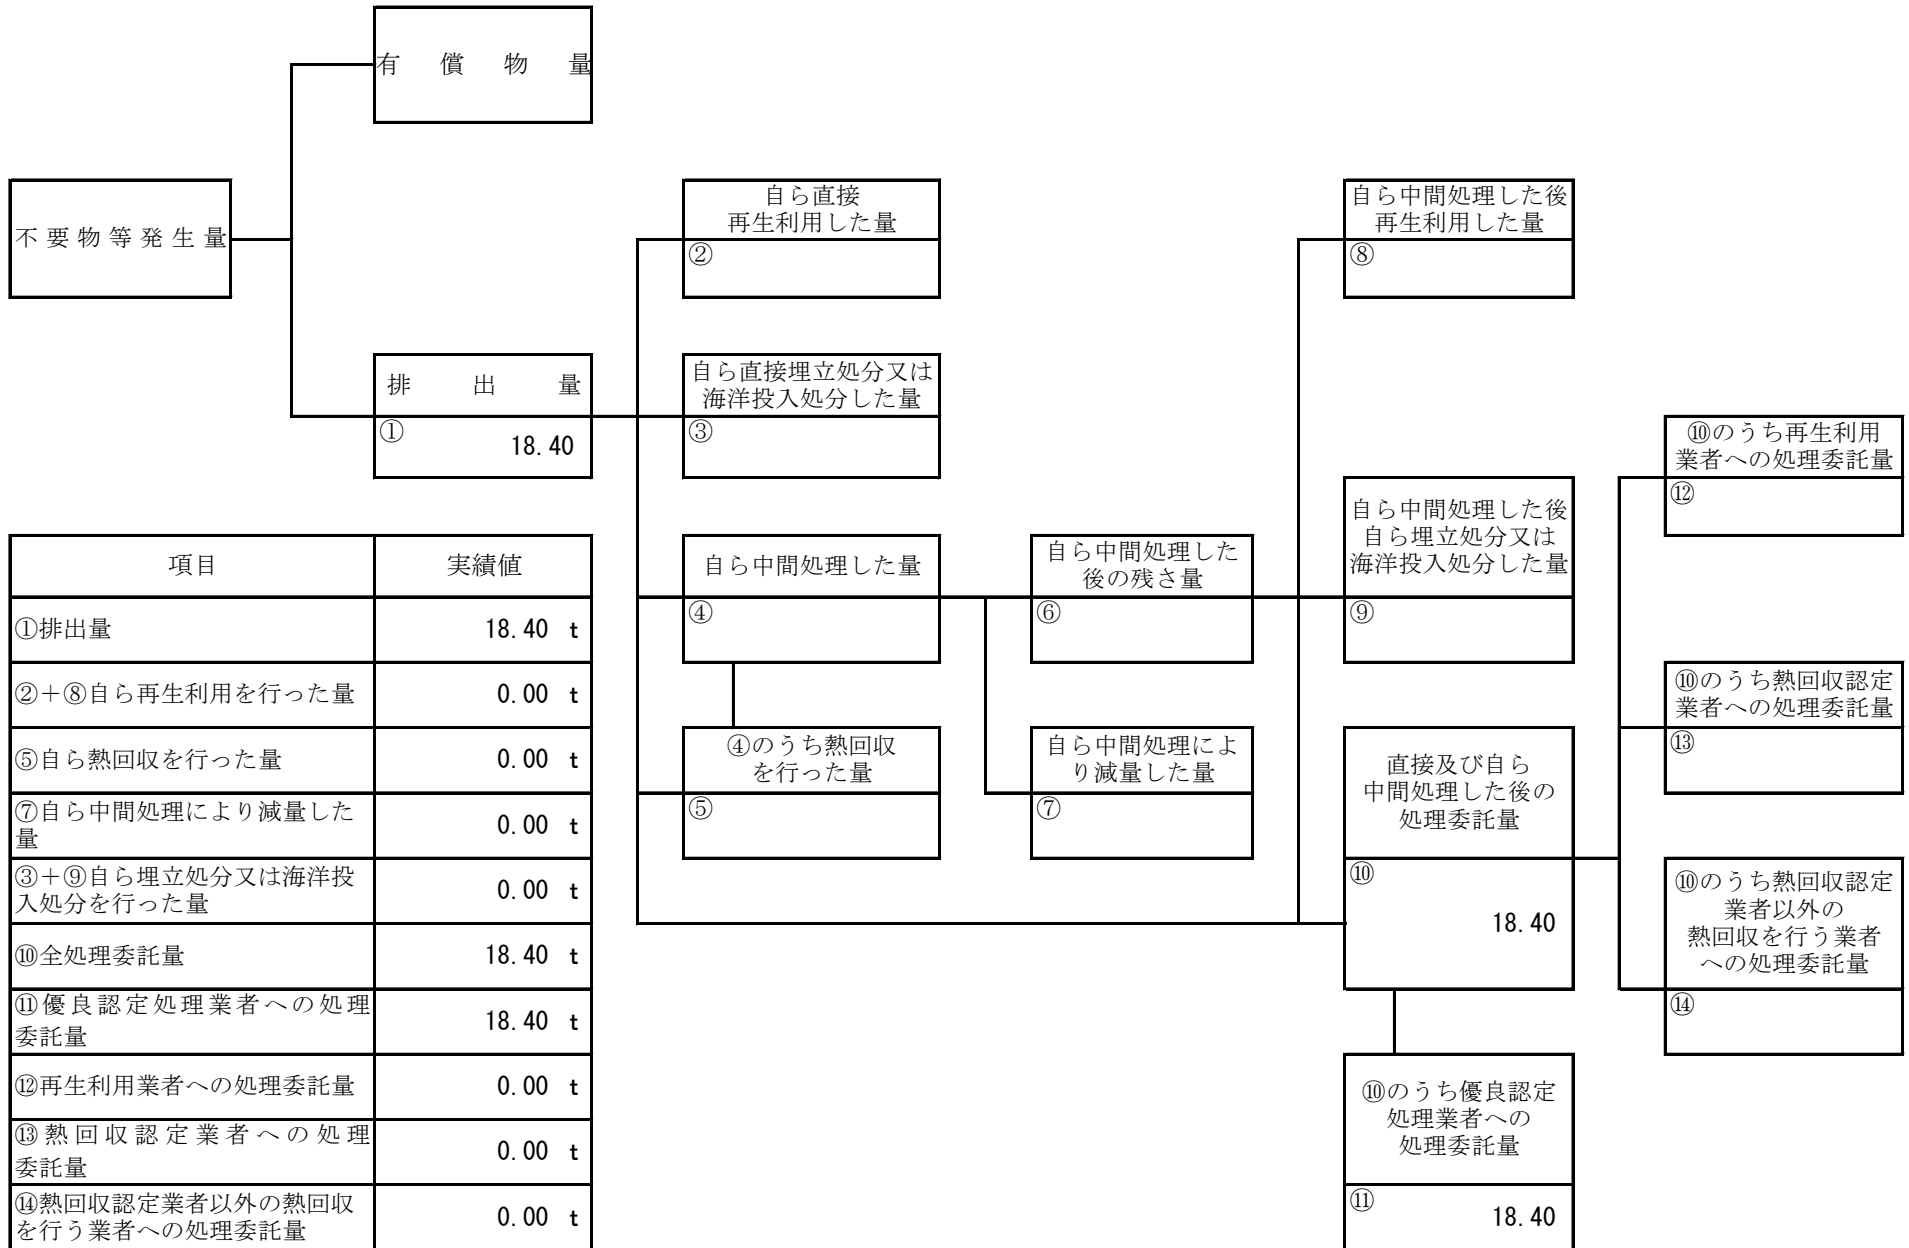 有償物量
不要物等発生量
自ら直接
再生利用した量
②
自ら中間処理した後
再生利用した量
⑧
排出量
①
18.40
自ら直接埋立処分又は
海洋投入処分した量
③
⑩のうち再生利用
業者への処理委託量
⑫
自ら中間処理した量
④
自ら中間処理した
後の残さ量
⑥
自ら中間処理した後
自ら埋立処分又は
海洋投入処分した量
⑨
④のうち熱回収
を行った量
⑤
自ら中間処理によ
り減量した量
⑦
直接及び自ら
中間処理した後の
処理委託量
⑩
18.40
⑩のうち熱回収認定
業者への処理委託量
⑬
⑩のうち熱回収認定
業者以外の
熱回収を行う業者
への処理委託量
⑭
⑩のうち優良認定
処理業者への
処理委託量
⑪
18.40
項目 実績値
①排出量 18.40 t
②＋⑧自ら再生利用を行った量 0.00 t
⑤自ら熱回収を行った量 0.00 t
⑦自ら中間処理により減量した
量 0.00 t
③＋⑨自ら埋立処分又は海洋投
入処分を行った量 0.00 t
⑩全処理委託量 18.40 t
⑪優良認定処理業者への処理
委託量 18.40 t
⑫再生利用業者への処理委託量 0.00 t
⑬熱回収認定業者への処理
委託量 0.00 t
⑭熱回収認定業者以外の熱回収
を行う業者への処理委託量 0.00 t